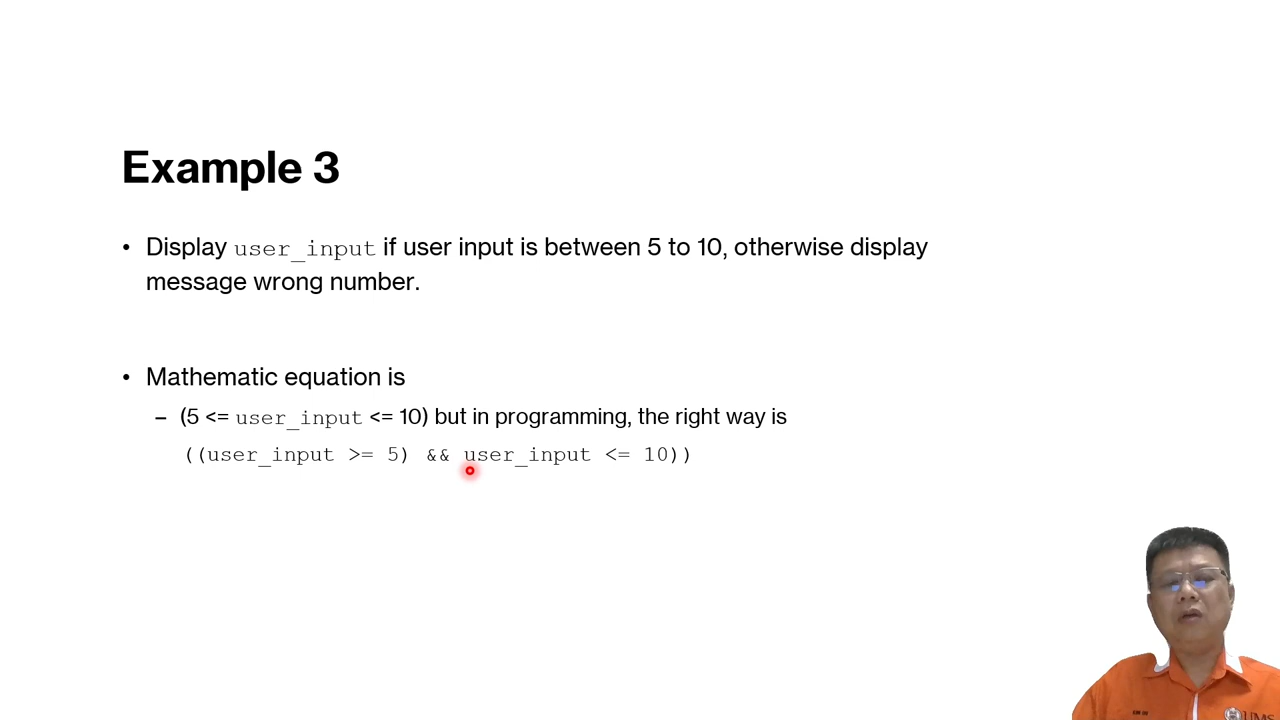 Example 3
• Display user_input if user input is between 5 to 10, otherwise display
message wrong number.
• Mathematic equation is
– (5 <= user_input <= 10) but in programming, the right way is
((user_input >= 5) && user_input <= 10))
UMS